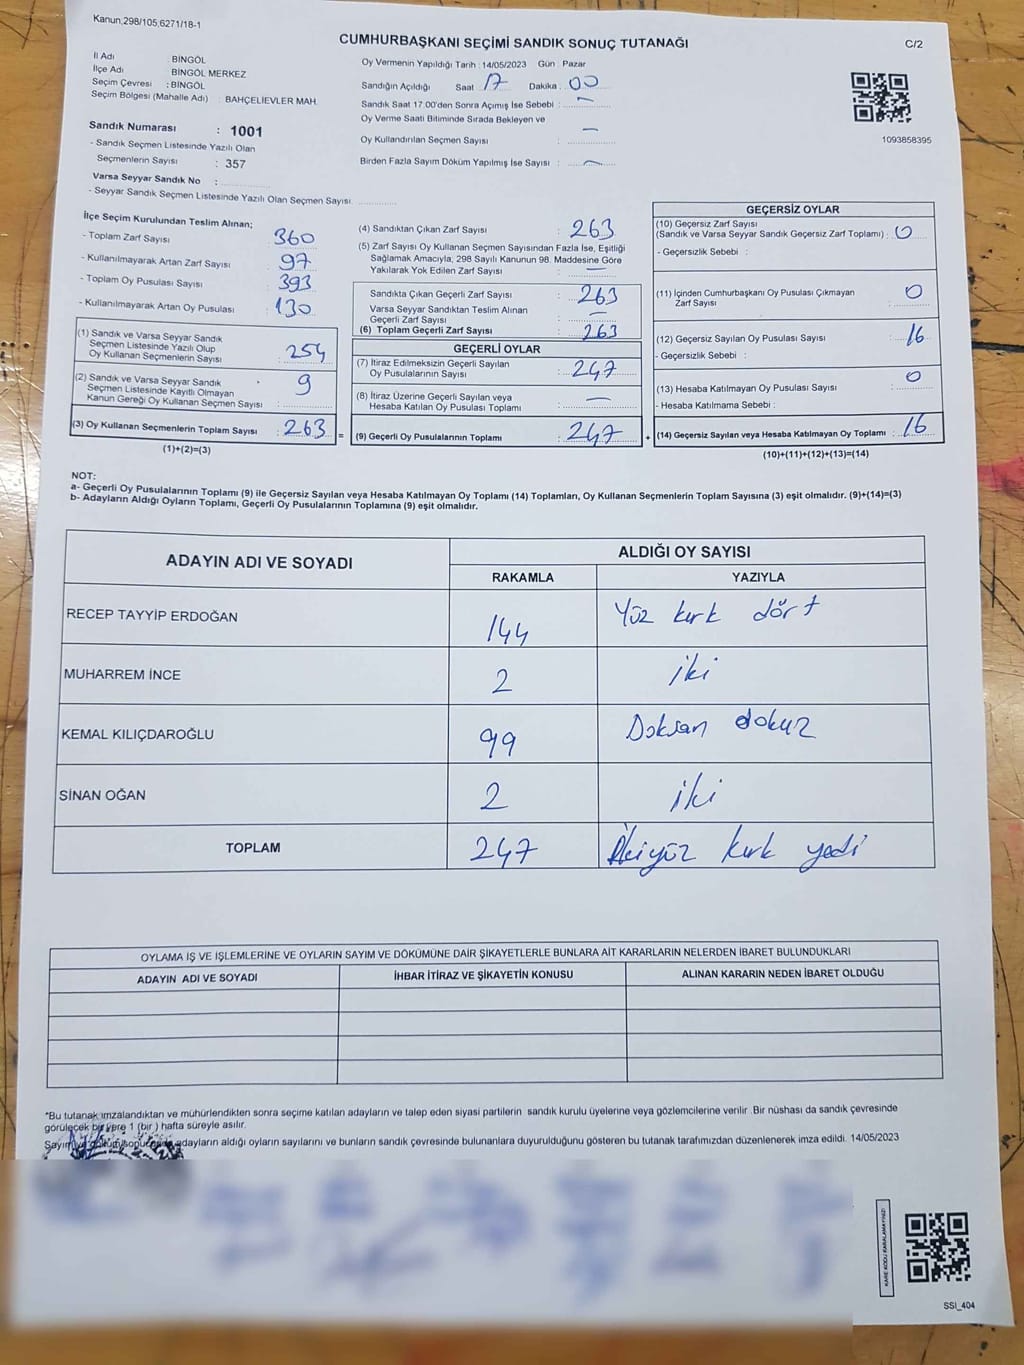 Kanun,298/105,6271/18-1
CUMHURBAŞKANI SEÇİMİ SANDIK SONUÇ TUTANAĞI
C/2
İl Adı : BİNGÖL
İlçe Adı : BİNGÖL MERKEZ
Seçim Çevresi : BİNGÖL
Seçim Bölgesi (Mahalle Adı) : BAHÇELİEVLER MAH.
Sandık Numarası : 1001
- Sandık Seçmen Listesinde Yazılı Olan
Seçmenlerin Sayısı : 357
Varsa Seyyar Sandık No :
- Seyyar Sandık Seçmen Listesinde Yazılı Olan Seçmen Sayısı
Oy Vermenin Yapıldığı Tarih : 14/05/2023 Gün : Pazar
Sandığın Açıldığı Saat 17 Dakika : 00
Sandık Saat 17.00'den Sonra Açımış İse Sebebi : —
Oy Verme Saati Bitiminde Sırada Bekleyen ve
Oy Kullandırılan Seçmen Sayısı : —
Birden Fazla Sayım Döküm Yapılmış İse Sayısı : —
1093858395
İlçe Seçim Kurulundan Teslim Alınan;
- Toplam Zarf Sayısı : 360
- Kullanılmayarak Artan Zarf Sayısı : 97
- Toplam Oy Pusulası Sayısı : 393
- Kullanılmayarak Artan Oy Pusulası : 130
(1) Sandık ve Varsa Seyyar Sandık
Seçmen Listesinde Yazılı Olup
Oy Kullanan Seçmenlerin Sayısı : 254
(2) Sandık ve Varsa Seyyar Sandık
Seçmen Listesinde Kayıtlı Olmayan
Kanun Gereği Oy Kullanan Seçmen Sayısı : 9
(3) Oy Kullanan Seçmenlerin Toplam Sayısı : 263
(1)+(2)=(3)
(4) Sandıktan Çıkan Zarf Sayısı : 263
(5) Zarf Sayısı Oy Kullanan Seçmen Sayısından Fazla İse, Eşitliği
Sağlamak Amacıyla, 298 Sayılı Kanunun 98. Maddesine Göre
Yakılarak Yok Edilen Zarf Sayısı : —
Sandıkta Çıkan Geçerli Zarf Sayısı : 263
Varsa Seyyar Sandıktan Teslim Alınan
Geçerli Zarf Sayısı : —
(6) Toplam Geçerli Zarf Sayısı : 263
GEÇERLİ OYLAR
(7) İtiraz Edilmeksizin Geçerli Sayılan
Oy Pusulalarının Sayısı : 247
(8) İtiraz Üzerine Geçerli Sayılan veya
Hesaba Katılan Oy Pusulası Toplamı : —
= (9) Geçerli Oy Pusulalarının Toplamı : 247
GEÇERSİZ OYLAR
(10) Geçersiz Zarf Sayısı
(Sandık ve Varsa Seyyar Sandık Geçersiz Zarf Toplamı) : 0
- Geçersizlik Sebebi :
(11) İçinden Cumhurbaşkanı Oy Pusulası Çıkmayan
Zarf Sayısı : 0
(12) Geçersiz Sayılan Oy Pusulası Sayısı : 16
- Geçersizlik Sebebi :
(13) Hesaba Katılmayan Oy Pusulası Sayısı : 0
- Hesaba Katılmama Sebebi :
+ (14) Geçersiz Sayılan veya Hesaba Katılmayan Oy Toplamı : 16
(10)+(11)+(12)+(13)=(14)
NOT:
a- Geçerli Oy Pusulalarının Toplamı (9) ile Geçersiz Sayılan veya Hesaba Katılmayan Oy Toplamı (14) Toplamları, Oy Kullanan Seçmenlerin Toplam Sayısına (3) eşit olmalıdır. (9)+(14)=(3)
b- Adayların Aldığı Oyların Toplamı, Geçerli Oy Pusulalarının Toplamına (9) eşit olmalıdır.
ADAYIN ADI VE SOYADI ALDIĞI OY SAYISI
RAKAMLA YAZIYLA
RECEP TAYYİP ERDOĞAN 144 Yüz kırk dört
MUHARREM İNCE 2 iki
KEMAL KILIÇDAROĞLU 99 Doksan dokuz
SİNAN OĞAN 2 iki
TOPLAM 247 İkiyüz kırk yedi
OYLAMA İŞ VE İŞLEMLERİNE VE OYLARIN SAYIM VE DÖKÜMÜNE DAİR ŞİKAYETLERLE BUNLARA AİT KARARLARIN NELERDEN İBARET BULUNDUKLARI
ADAYIN ADI VE SOYADI İHBAR İTİRAZ VE ŞİKAYETİN KONUSU ALINAN KARARIN NEDEN İBARET OLDUĞU
*Bu tutanak imzalandıktan ve mühürlendikten sonra seçime katılan adayların ve talep eden siyasi partilerin sandık kurulu üyelerine veya gözlemcilerine verilir .Bir nüshası da sandık çevresinde
görülecek bir yere 1 (bir ) hafta süreyle asılır.
Sayım ve döküm sonucunda adayların aldığı oyların sayılarını ve bunların sandık çevresinde bulunanlara duyurulduğunu gösteren bu tutanak tarafımızdan düzenlenerek imza edildi. 14/05/2023
KARE KODU KARALAMAYINIZ!
SSI_404